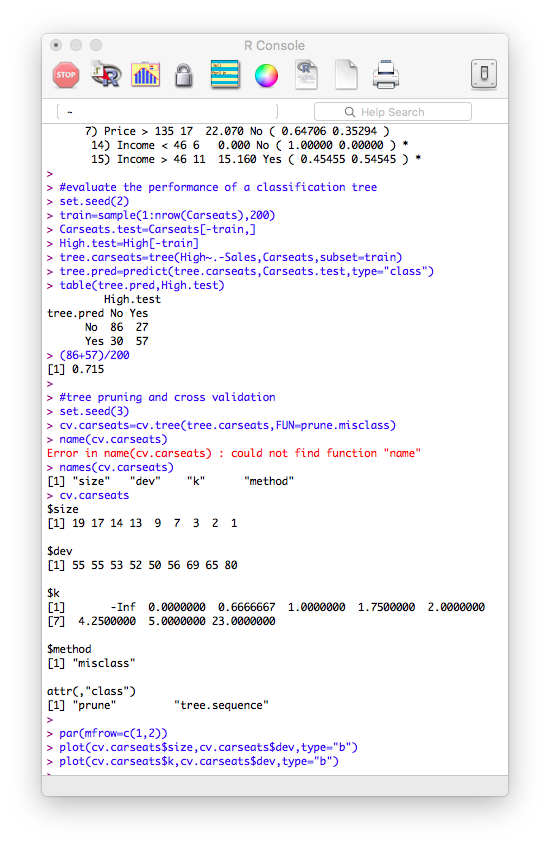 R Console
STOP
~
Help Search
7) Price > 135 17  22.070 No ( 0.64706 0.35294 )
14) Income < 46 6   0.000 No ( 1.00000 0.00000 ) *
15) Income > 46 11  15.160 Yes ( 0.45455 0.54545 ) *
>
> #evaluate the performance of a classification tree
> set.seed(2)
> train=sample(1:nrow(Carseats),200)
> Carseats.test=Carseats[-train,]
> High.test=High[-train]
> tree.carseats=tree(High~.-Sales,Carseats,subset=train)
> tree.pred=predict(tree.carseats,Carseats.test,type="class")
> table(tree.pred,High.test)
         High.test
tree.pred No Yes
      No  86  27
      Yes 30  57
> (86+57)/200
[1] 0.715
>
> #tree pruning and cross validation
> set.seed(3)
> cv.carseats=cv.tree(tree.carseats,FUN=prune.misclass)
> name(cv.carseats)
Error in name(cv.carseats) : could not find function "name"
> names(cv.carseats)
[1] "size"   "dev"    "k"      "method"
> cv.carseats
$size
[1] 19 17 14 13  9  7  3  2  1
$dev
[1] 55 55 53 52 50 56 69 65 80
$k
[1]       -Inf  0.0000000  0.6666667  1.0000000  1.7500000  2.0000000
[7]  4.2500000  5.0000000 23.0000000
$method
[1] "misclass"
attr(,"class")
[1] "prune"         "tree.sequence"
>
> par(mfrow=c(1,2))
> plot(cv.carseats$size,cv.carseats$dev,type="b")
> plot(cv.carseats$k,cv.carseats$dev,type="b")